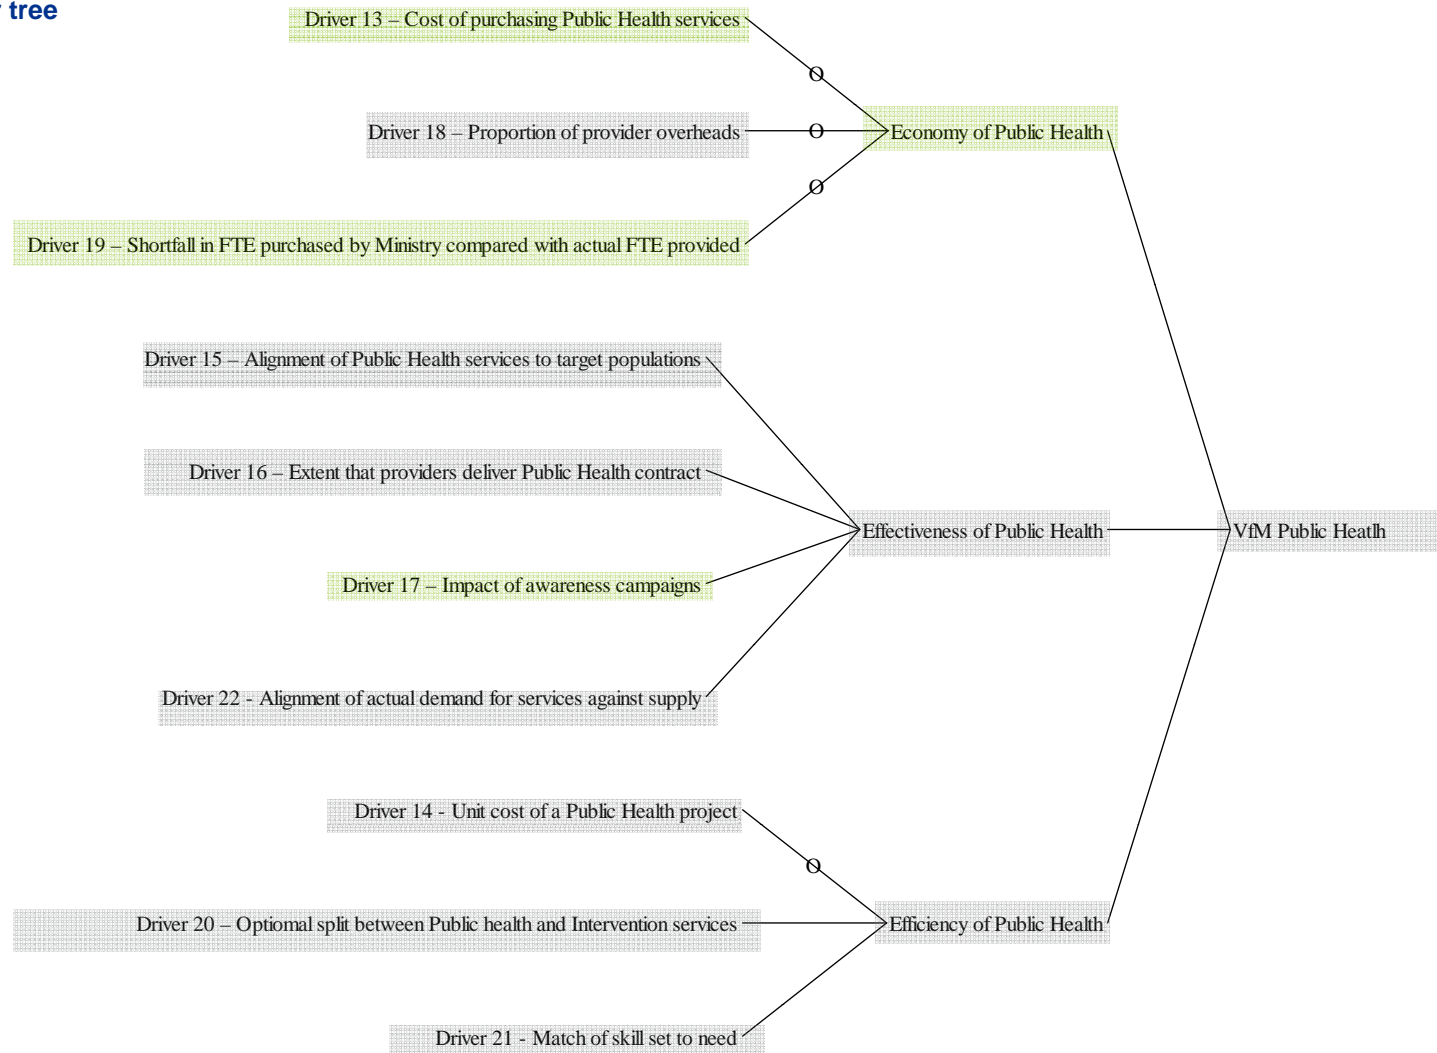 tree
Driver 13 – Cost of purchasing Public Health services
O
Driver 18 – Proportion of provider overheads
O
Economy of Public Health
O
Driver 19 – Shortfall in FTE purchased by Ministry compared with actual FTE provided
Driver 15 – Alignment of Public Health services to target populations
Driver 16 – Extent that providers deliver Public Health contract
Effectiveness of Public Health
VfM Public Heatlh
Driver 17 – Impact of awareness campaigns
Driver 22 - Alignment of actual demand for services against supply
Driver 14 - Unit cost of a Public Health project
O
Driver 20 – Optiomal split between Public health and Intervention services
Efficiency of Public Health
Driver 21 - Match of skill set to need